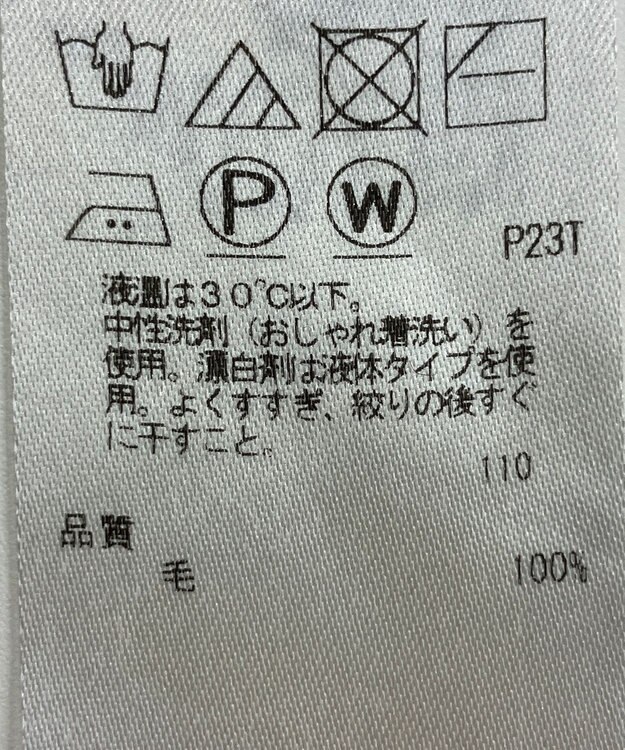 P W
P23T
液温は30℃以下。
中性洗剤（おしゃれ着洗い）を
使用。漂白剤は液体タイプを使
用。よくすすぎ、絞りの後すぐ
に干すこと。
110
品質
毛 100%